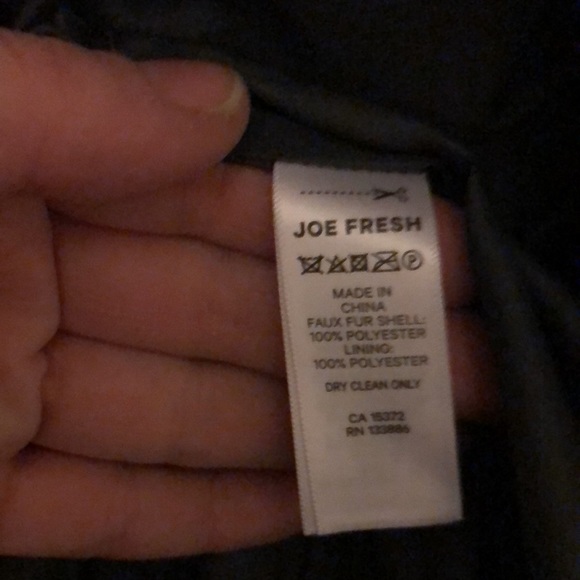 JOE FRESH
MADE IN
CHINA
FAUX FUR SHELL:
100% POLYESTER
LINING:
100% POLYESTER
DRY CLEAN ONLY
CA 15372
RN 133886